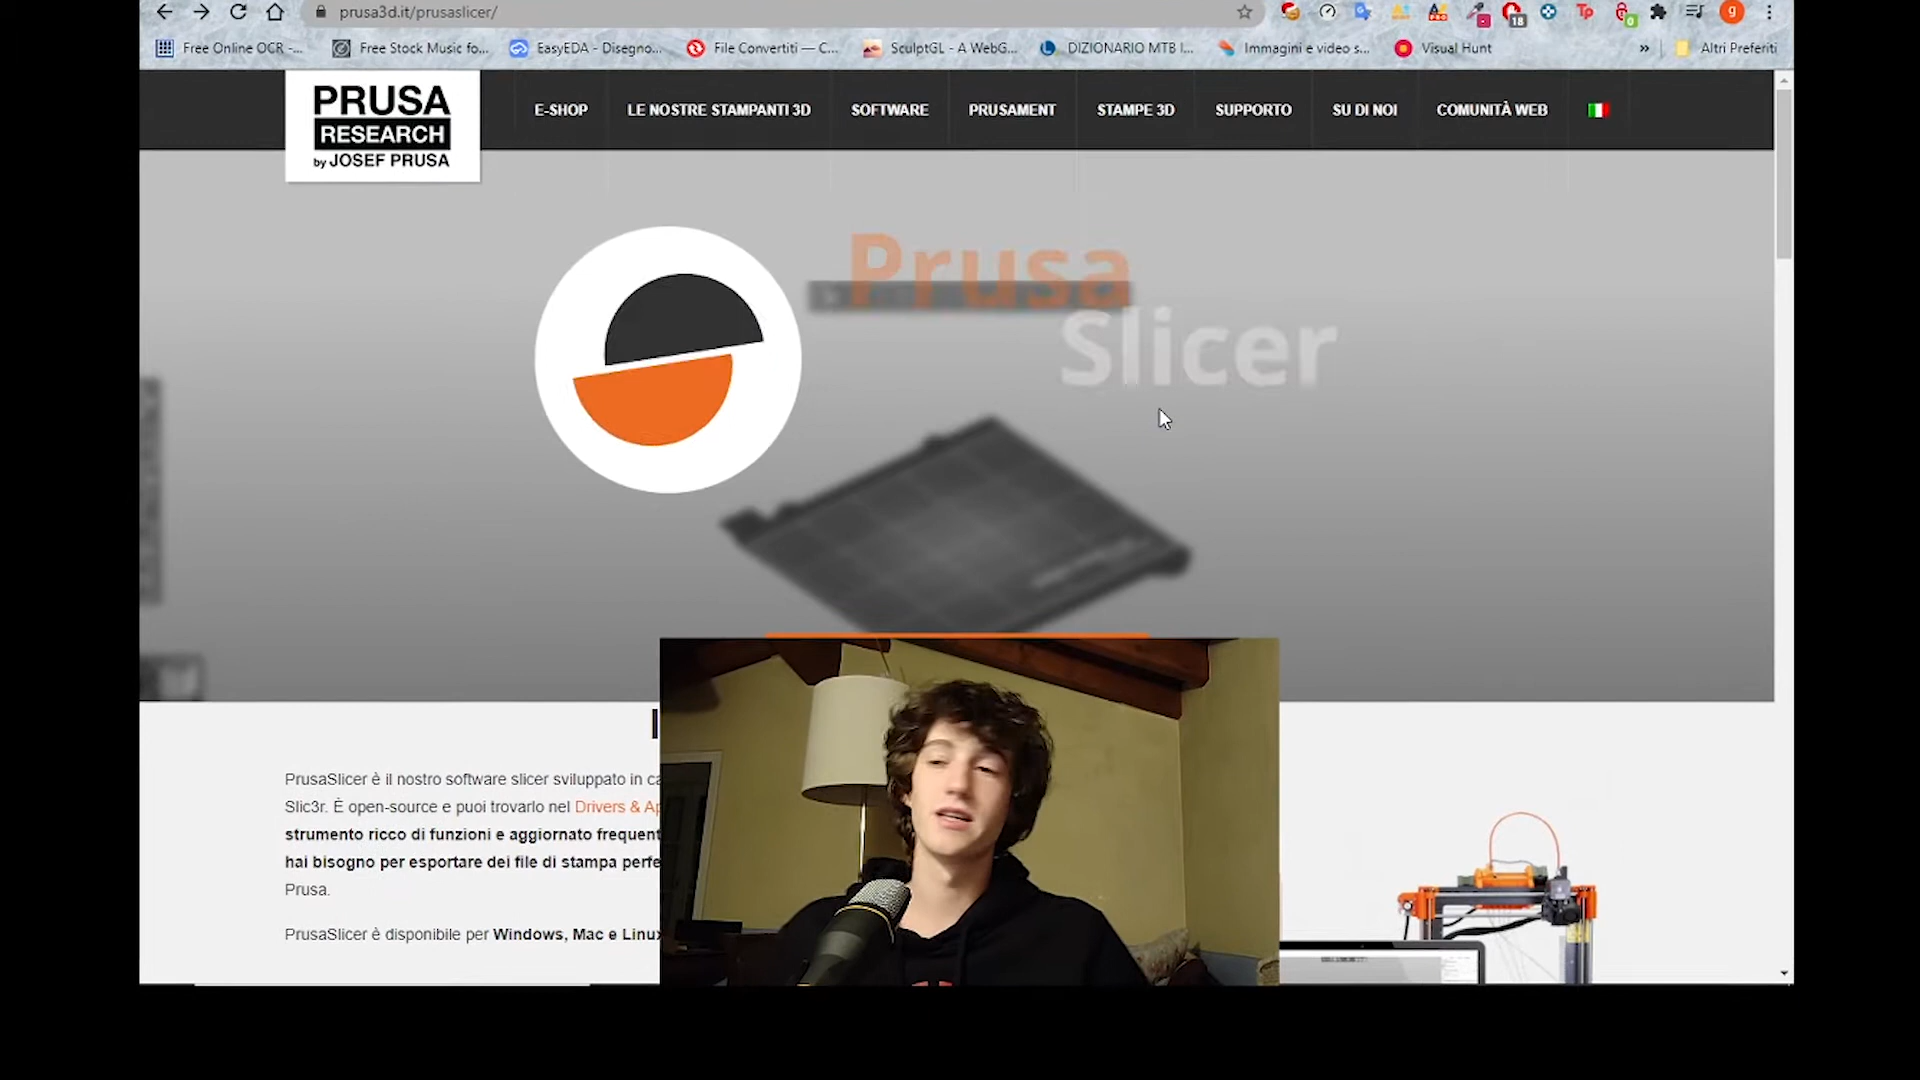 prusa3d.it/prusaslicer/
18
0
g
Free Online OCR -...
Free Stock Music fo...
EasyEDA - Disegno...
File Convertiti — C...
SculptGL - A WebG...
DIZIONARIO MTB I...
Immagini e video s...
Visual Hunt
»
Altri Preferiti
PRUSA
RESEARCH
by JOSEF PRUSA
E-SHOP
LE NOSTRE STAMPANTI 3D
SOFTWARE
PRUSAMENT
STAMPE 3D
SUPPORTO
SU DI NOI
COMUNITÀ WEB
Prusa
Slicer
PrusaSlicer è il nostro software slicer sviluppato in ca
Slic3r. È open-source e puoi trovarlo nel Drivers & Ap
strumento ricco di funzioni e aggiornato frequent
hai bisogno per esportare dei file di stampa perfe
Prusa.
PrusaSlicer è disponibile per Windows, Mac e Linux